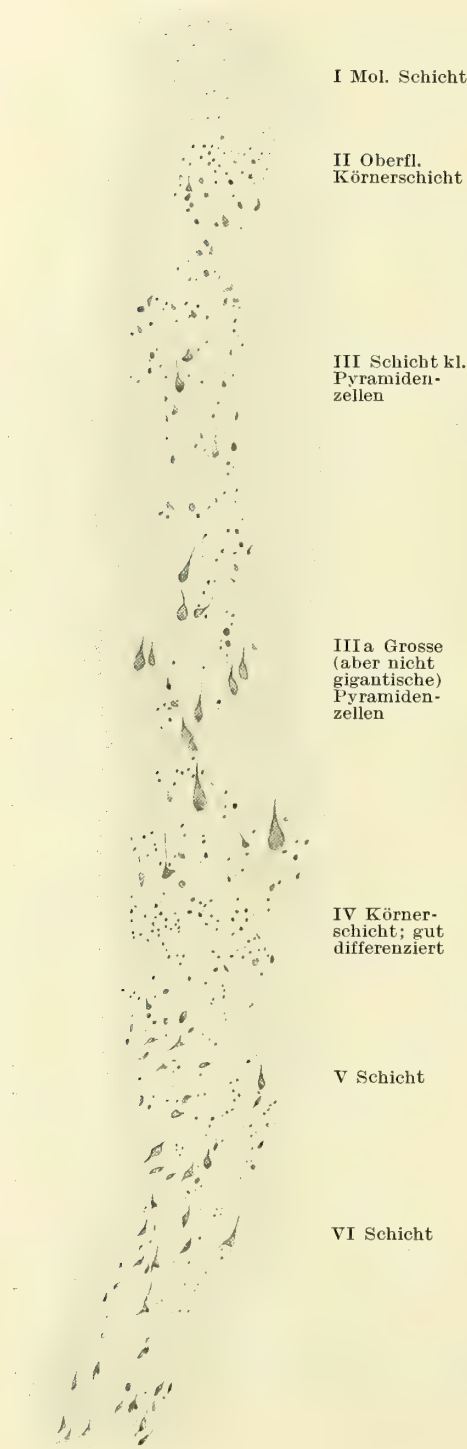 I Mol. Schicht
II Oberfl.
Körnerschicht
III Schicht kl.
Pyramiden-
zellen
IIIa Grosse
(aber nicht
gigantische)
Pyramiden-
zellen
IV Körner-
schicht; gut
differenziert
V Schicht
VI Schicht